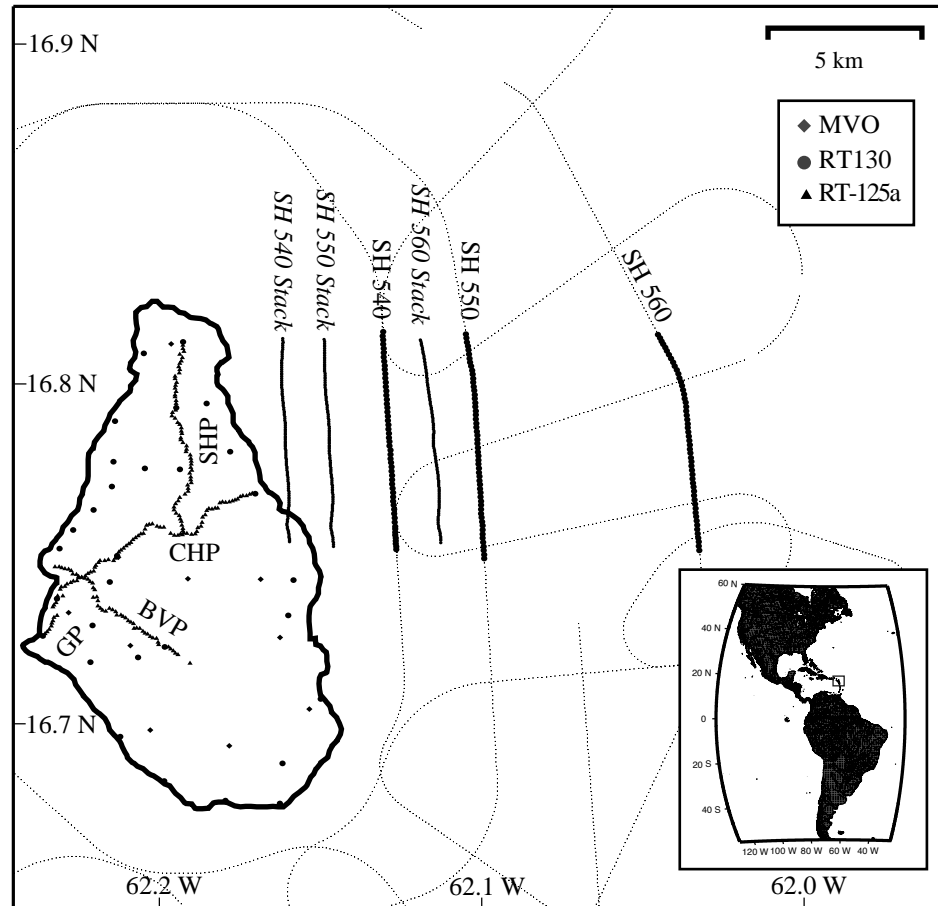 16.9 N
5 km
MVO
RT130
RT-125a
SH 540 Stack
SH 550 Stack
SH 540
SH 560 Stack
SH 550
SH 560
16.8 N
SHP
CHP
BVP
GP
16.7 N
60 N
40 N
20 N
0
20 S
40 S
120 W 100 W 80 W 60 W 40 W
62.2 W
62.1 W
62.0 W